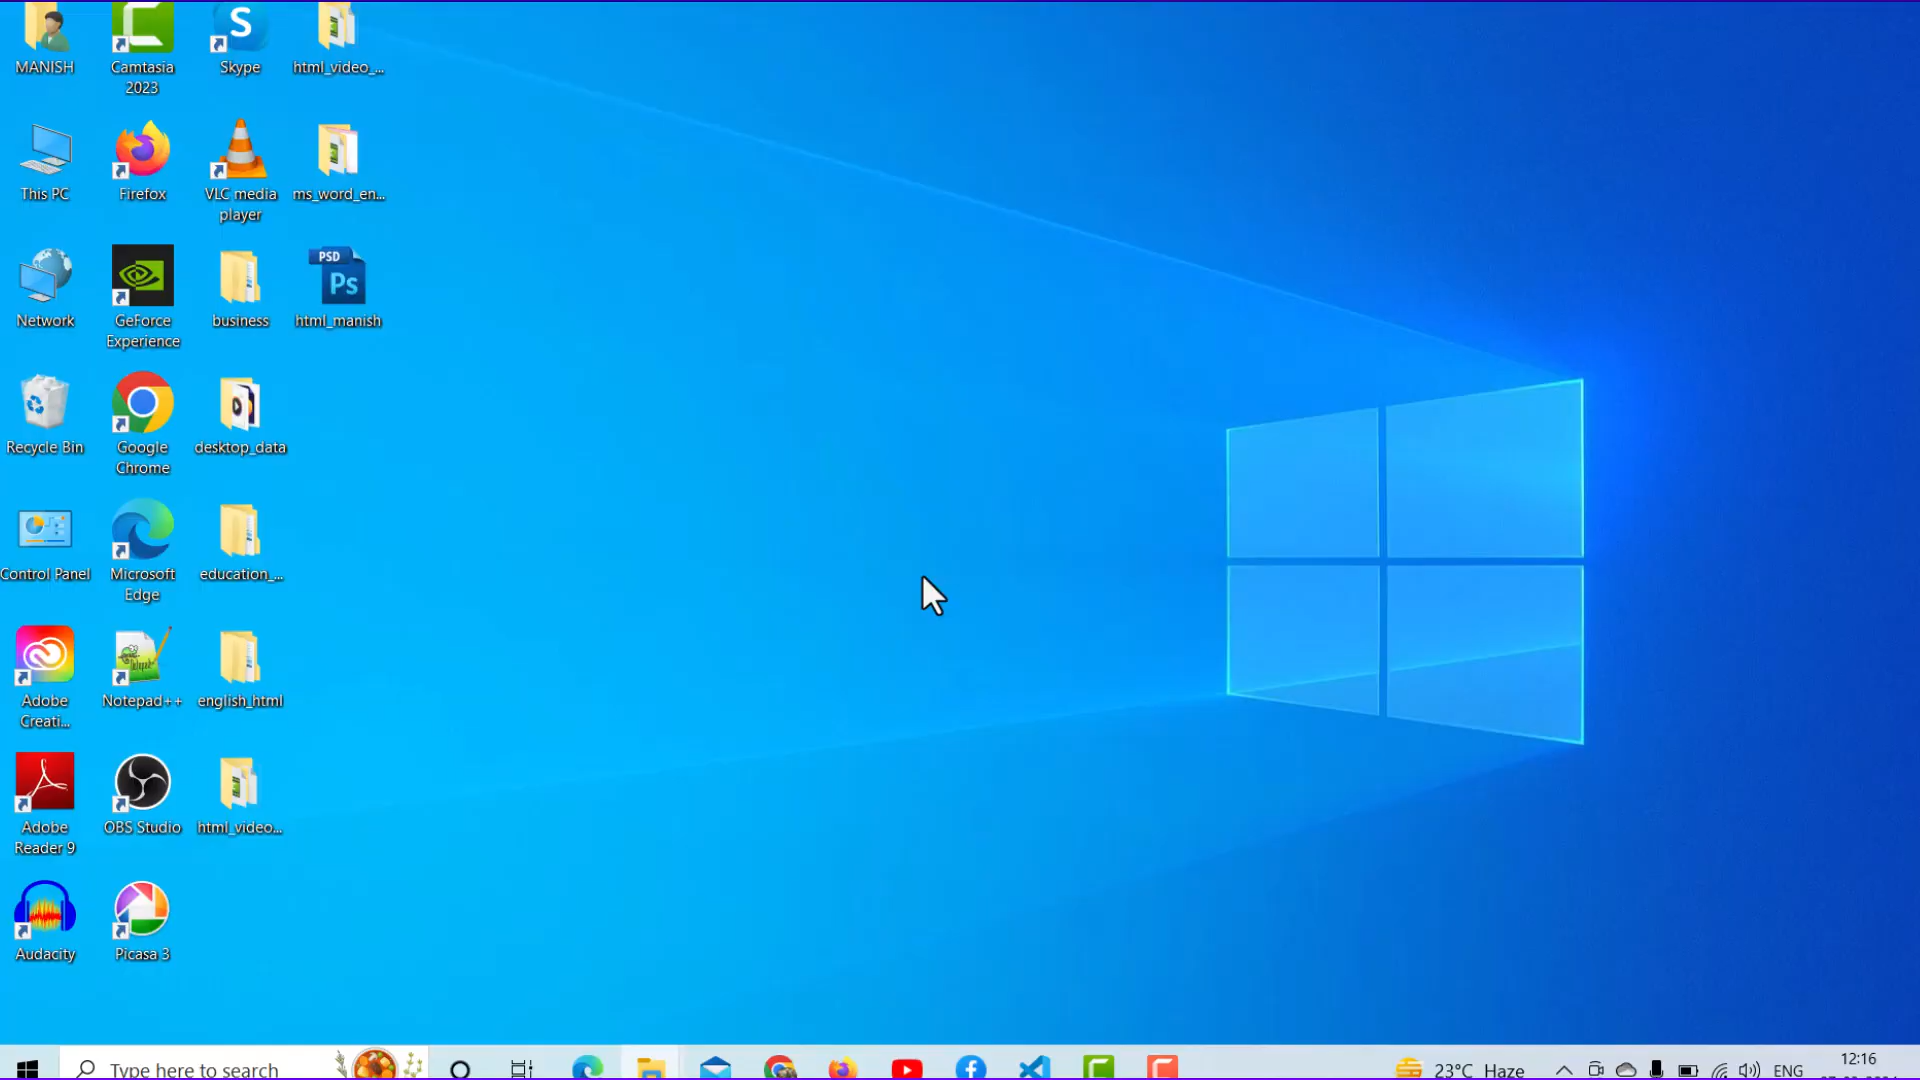 MANISH
Camtasia
2023
Skype
html_video_...
This PC
Firefox
VLC media
player
ms_word_en...
Network
GeForce
Experience
business
PSD
Ps
html_manish
Recycle Bin
Google
Chrome
desktop_data
Control Panel
Microsoft
Edge
education_...
Adobe
Creati...
Notepad++
english_html
Adobe
Reader 9
OBS Studio
html_video...
Audacity
Picasa 3
Type here to search
23°C Haze
ENG
12:16